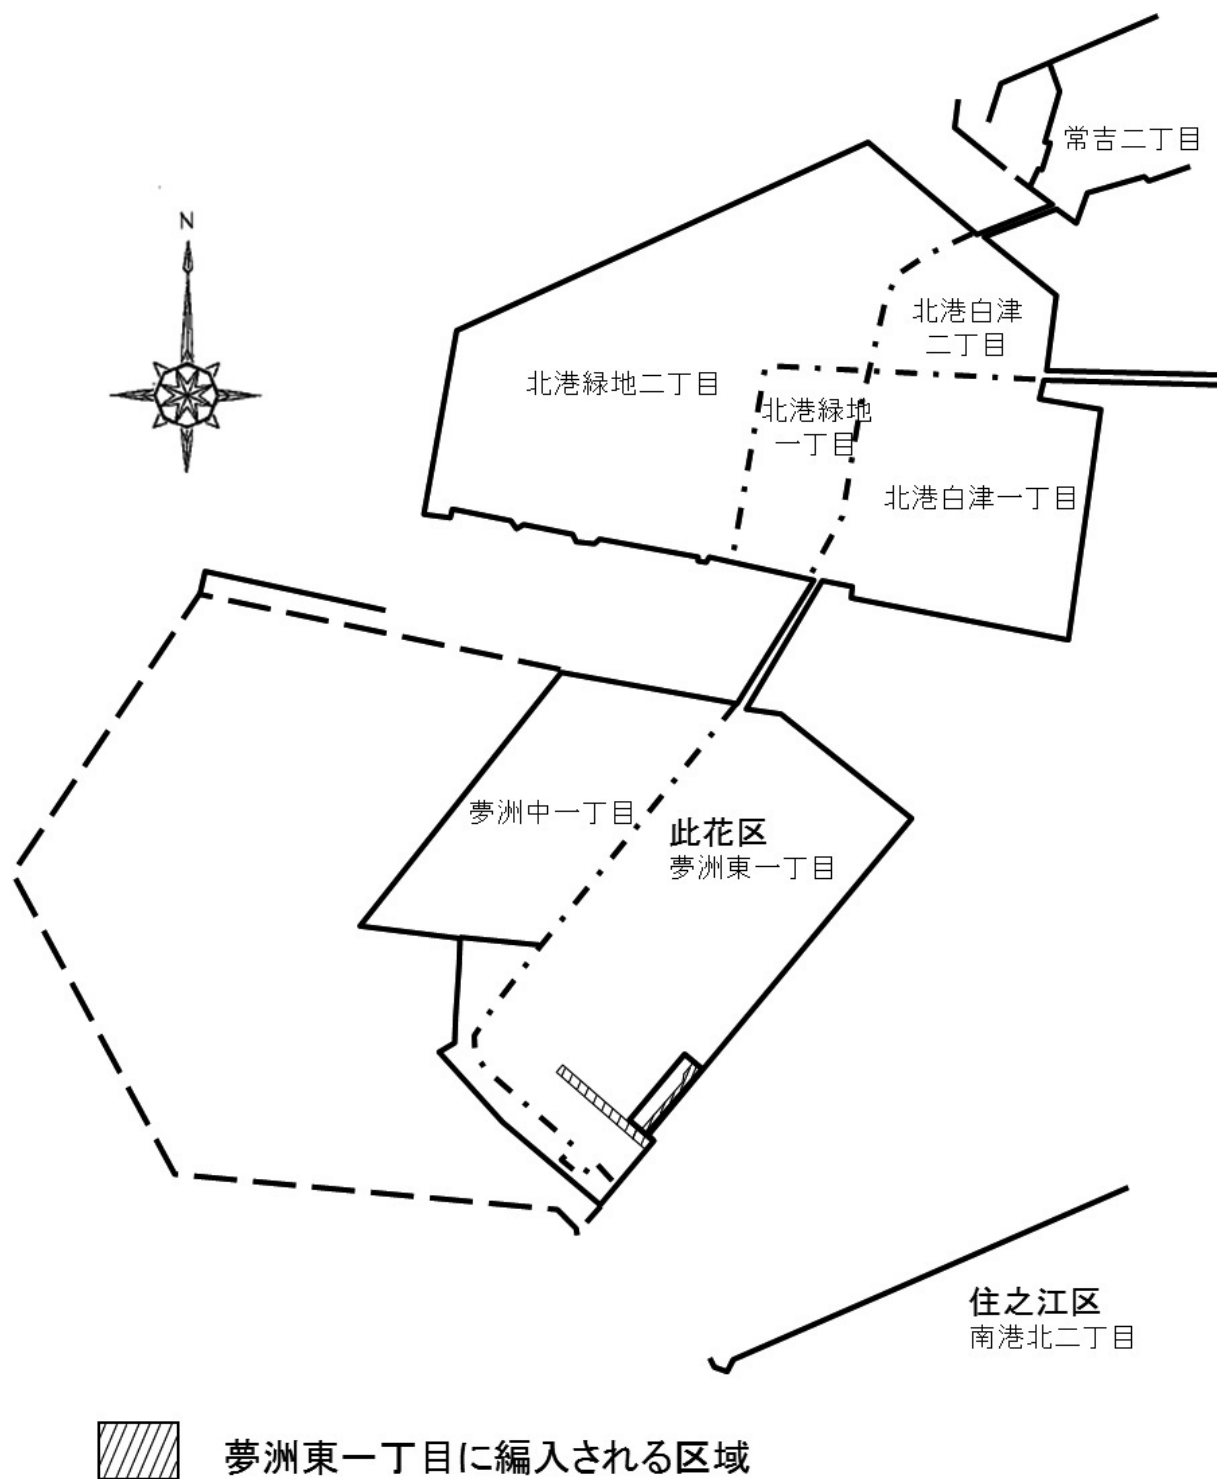 常吉二丁目
N
北港白津
二丁目
北港緑地二丁目
北港緑地
一丁目
北港白津一丁目
夢洲中一丁目
此花区
夢洲東一丁目
住之江区
南港北二丁目
夢洲東一丁目に編入される区域